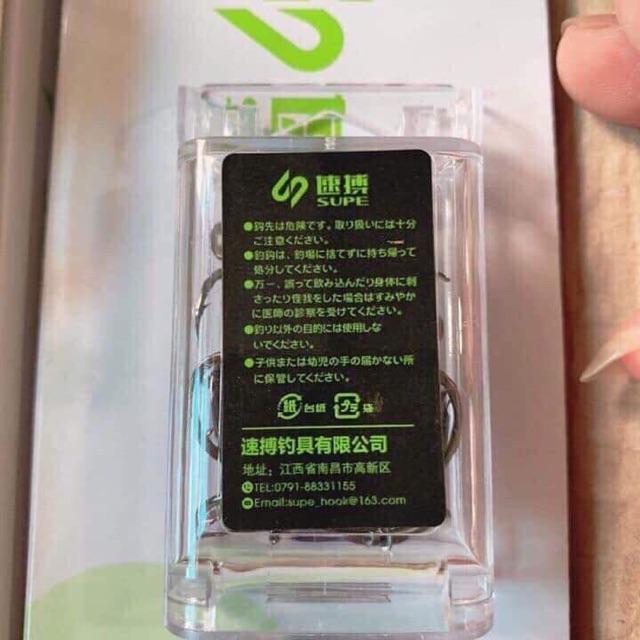 速搏
SUPE
●鈎先は危険です。取り扱いには十分
ご注意ください。
●釣鈎は、釣場に捨てずに持ち帰って
処分してください。
●万一、誤って飲み込んだり身体に刺
さったり怪我をした場合はすみやか
に医師の診察を受けてください。
●釣り以外の目的には使用しな
いでください。
●子供または幼児の手の届かない所
に保管してください。
紙 台紙 プラ 袋
速搏钓具有限公司
地址：江西省南昌市高新区
TEL:0791-88331155
Email:supe_hook@163.com